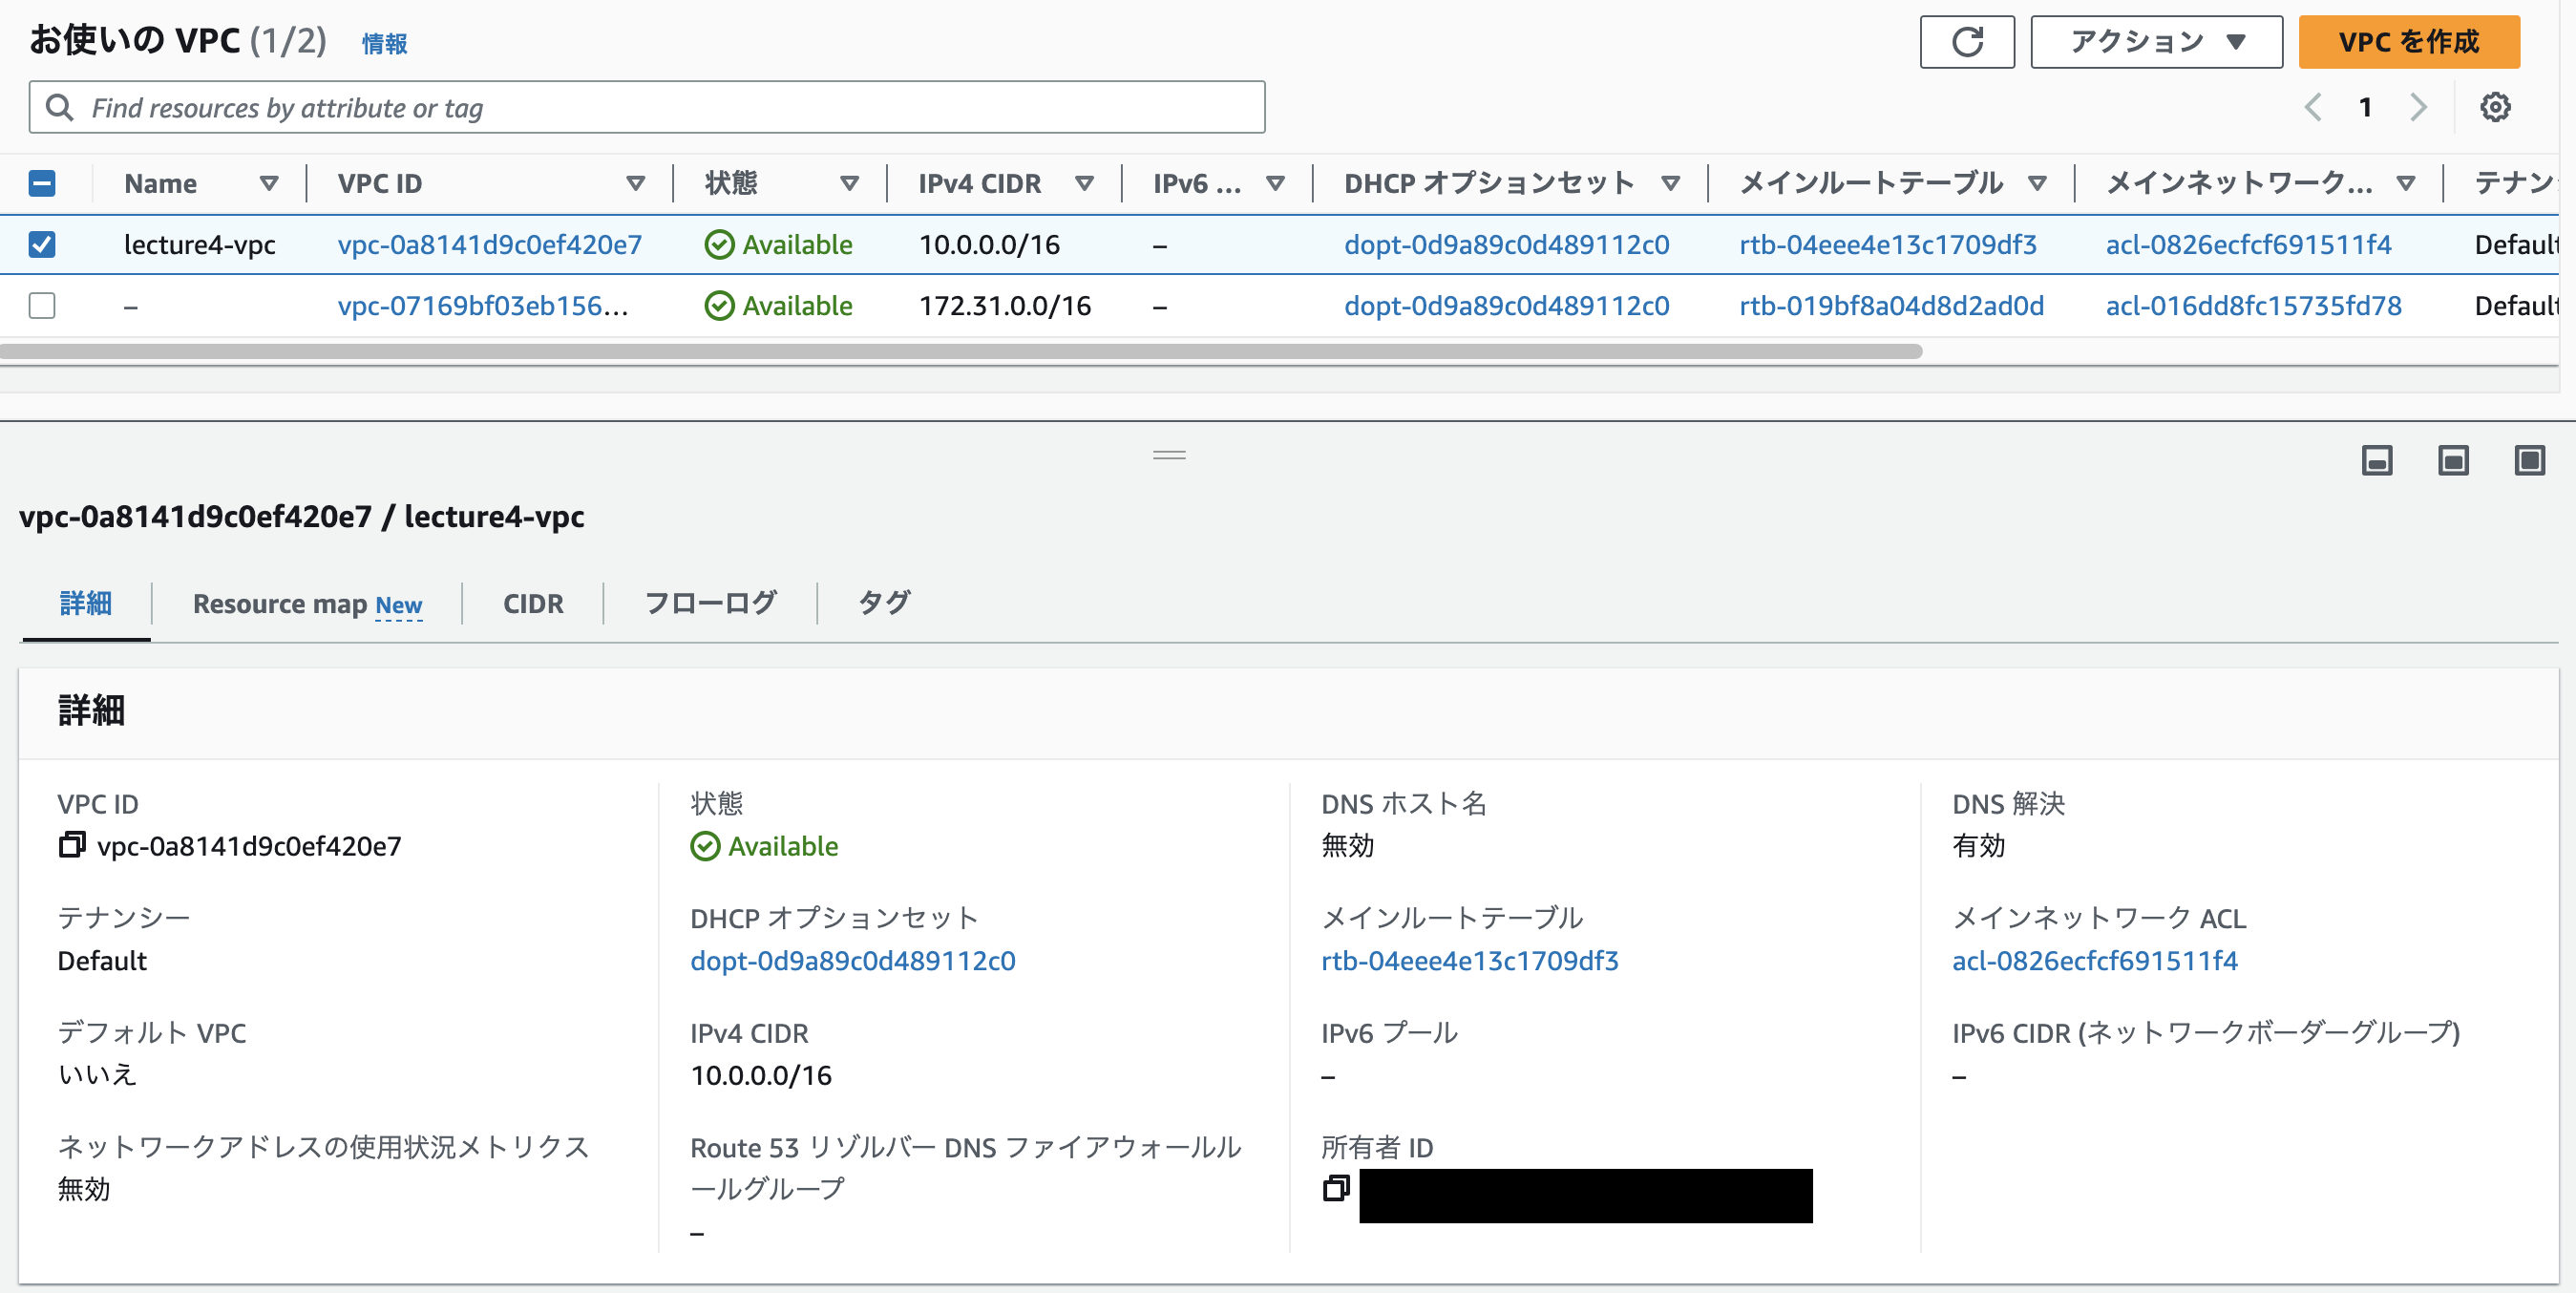 お使いの VPC (1/2) 情報
アクション
VPC を作成
Find resources by attribute or tag
1
Name VPC ID 状態 IPv4 CIDR IPv6 ... DHCP オプションセット メインルートテーブル メインネットワーク... テナン
lecture4-vpc vpc-0a8141d9c0ef420e7 Available 10.0.0.0/16 – dopt-0d9a89c0d489112c0 rtb-04eee4e13c1709df3 acl-0826ecfcf691511f4 Default
– vpc-07169bf03eb156... Available 172.31.0.0/16 – dopt-0d9a89c0d489112c0 rtb-019bf8a04d8d2ad0d acl-016dd8fc15735fd78 Default
vpc-0a8141d9c0ef420e7 / lecture4-vpc
詳細 Resource map New CIDR フローログ タグ
詳細
VPC ID
vpc-0a8141d9c0ef420e7
状態
Available
DNS ホスト名
無効
DNS 解決
有効
テナンシー
Default
DHCP オプションセット
dopt-0d9a89c0d489112c0
メインルートテーブル
rtb-04eee4e13c1709df3
メインネットワーク ACL
acl-0826ecfcf691511f4
デフォルト VPC
いいえ
IPv4 CIDR
10.0.0.0/16
IPv6 プール
–
IPv6 CIDR (ネットワークボーダーグループ)
–
ネットワークアドレスの使用状況メトリクス
無効
Route 53 リゾルバー DNS ファイアウォールル
ールグループ
–
所有者 ID